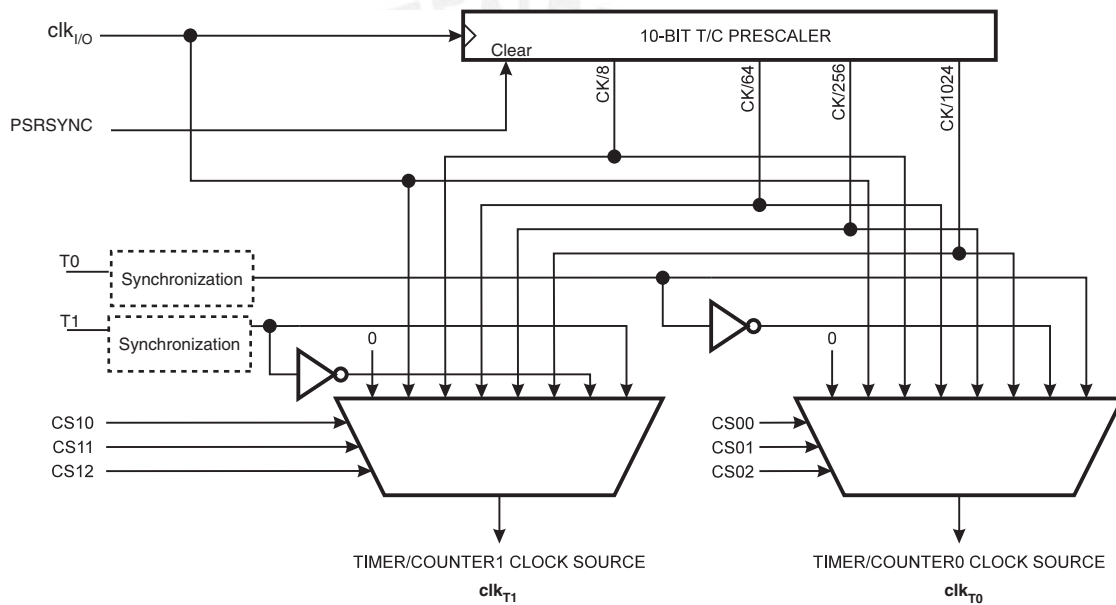 clkI/O
10-BIT T/C PRESCALER
Clear
CK/8
CK/64
CK/256
CK/1024
PSRSYNC
T0
Synchronization
T1
Synchronization
0
0
CS10
CS11
CS12
CS00
CS01
CS02
TIMER/COUNTER1 CLOCK SOURCE
clkT1
TIMER/COUNTER0 CLOCK SOURCE
clkT0